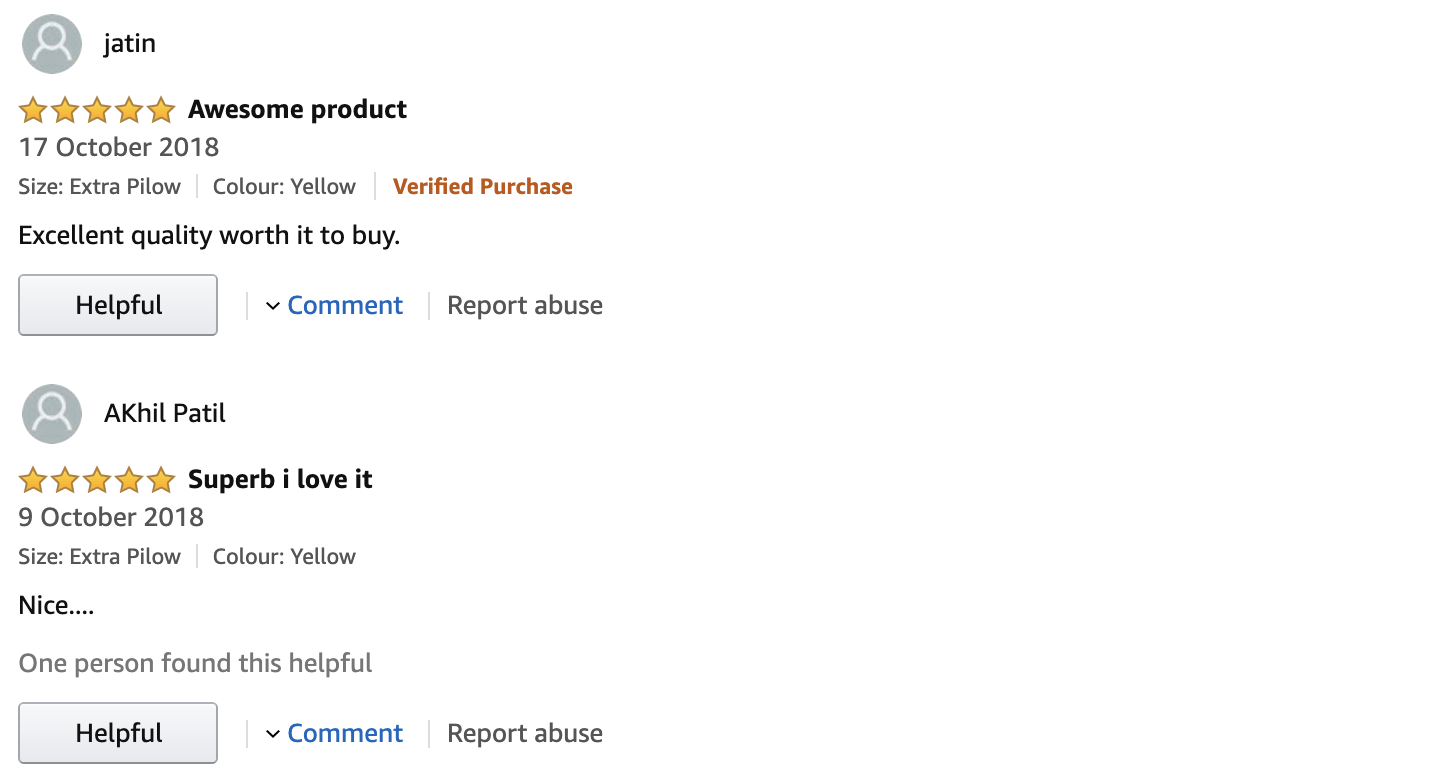 jatin
Awesome product
17 October 2018
Size: Extra Pilow Colour: Yellow Verified Purchase
Excellent quality worth it to buy.
Helpful Comment Report abuse
AKhil Patil
Superb i love it
9 October 2018
Size: Extra Pilow Colour: Yellow
Nice....
One person found this helpful
Helpful Comment Report abuse